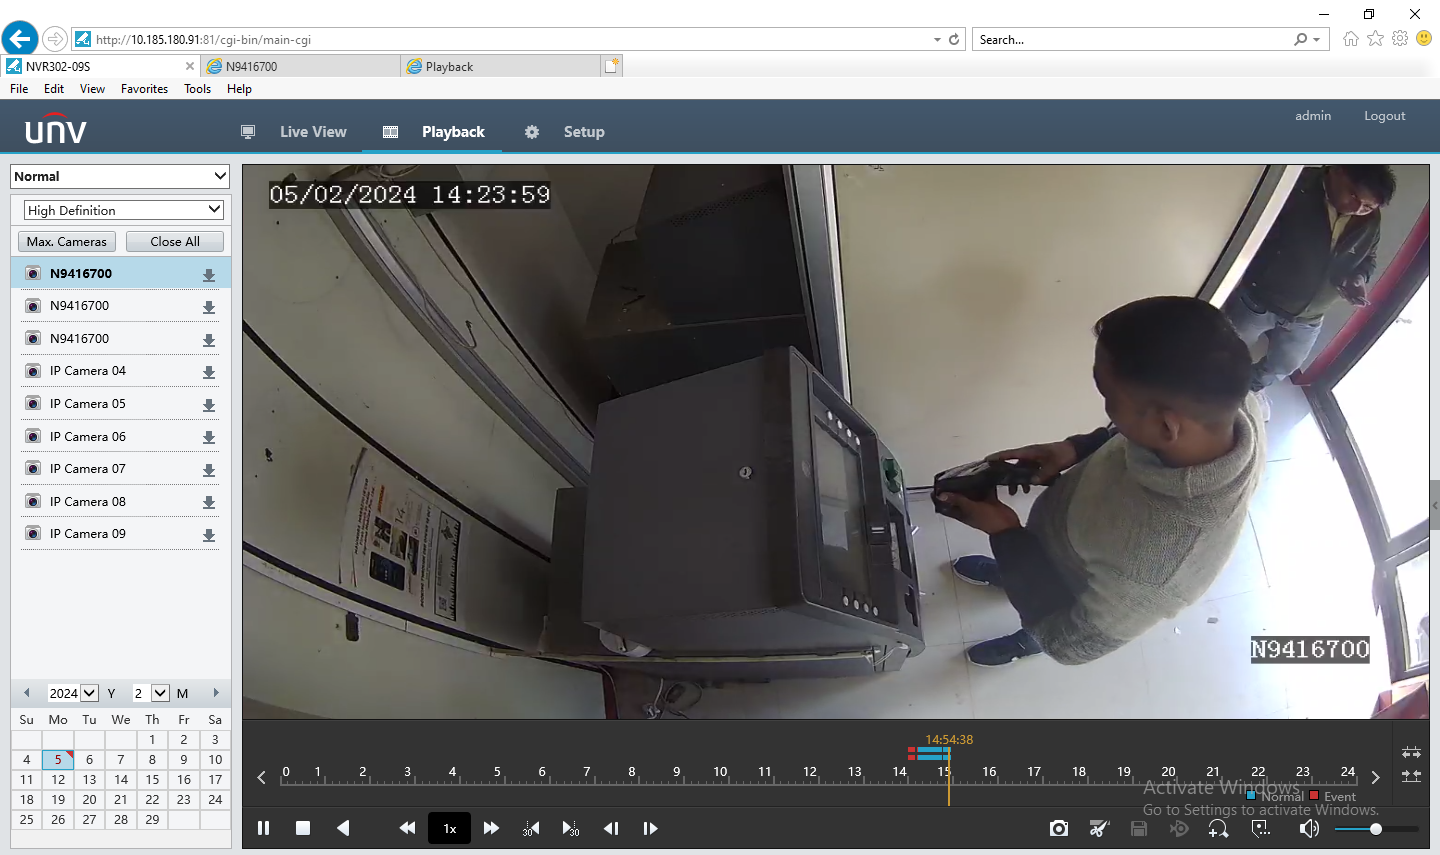 http://10.185.180.91:81/cgi-bin/main-cgi
Search...
NVR302-09S
N9416700
Playback
File Edit View Favorites Tools Help
unv
Live View
Playback
Setup
admin
Logout
Normal
High Definition
Max. Cameras
Close All
N9416700
N9416700
N9416700
IP Camera 04
IP Camera 05
IP Camera 06
IP Camera 07
IP Camera 08
IP Camera 09
2024 Y 2 M
Su Mo Tu We Th Fr Sa
1 2 3
4 5 6 7 8 9 10
11 12 13 14 15 16 17
18 19 20 21 22 23 24
25 26 27 28 29
05/02/2024 14:23:59
N9416700
14:54:38
0 1 2 3 4 5 6 7 8 9 10 11 12 13 14 15 16 17 18 19 20 21 22 23 24
Normal Event
Activate Windows
Go to Settings to activate Windows.
1x
30
30